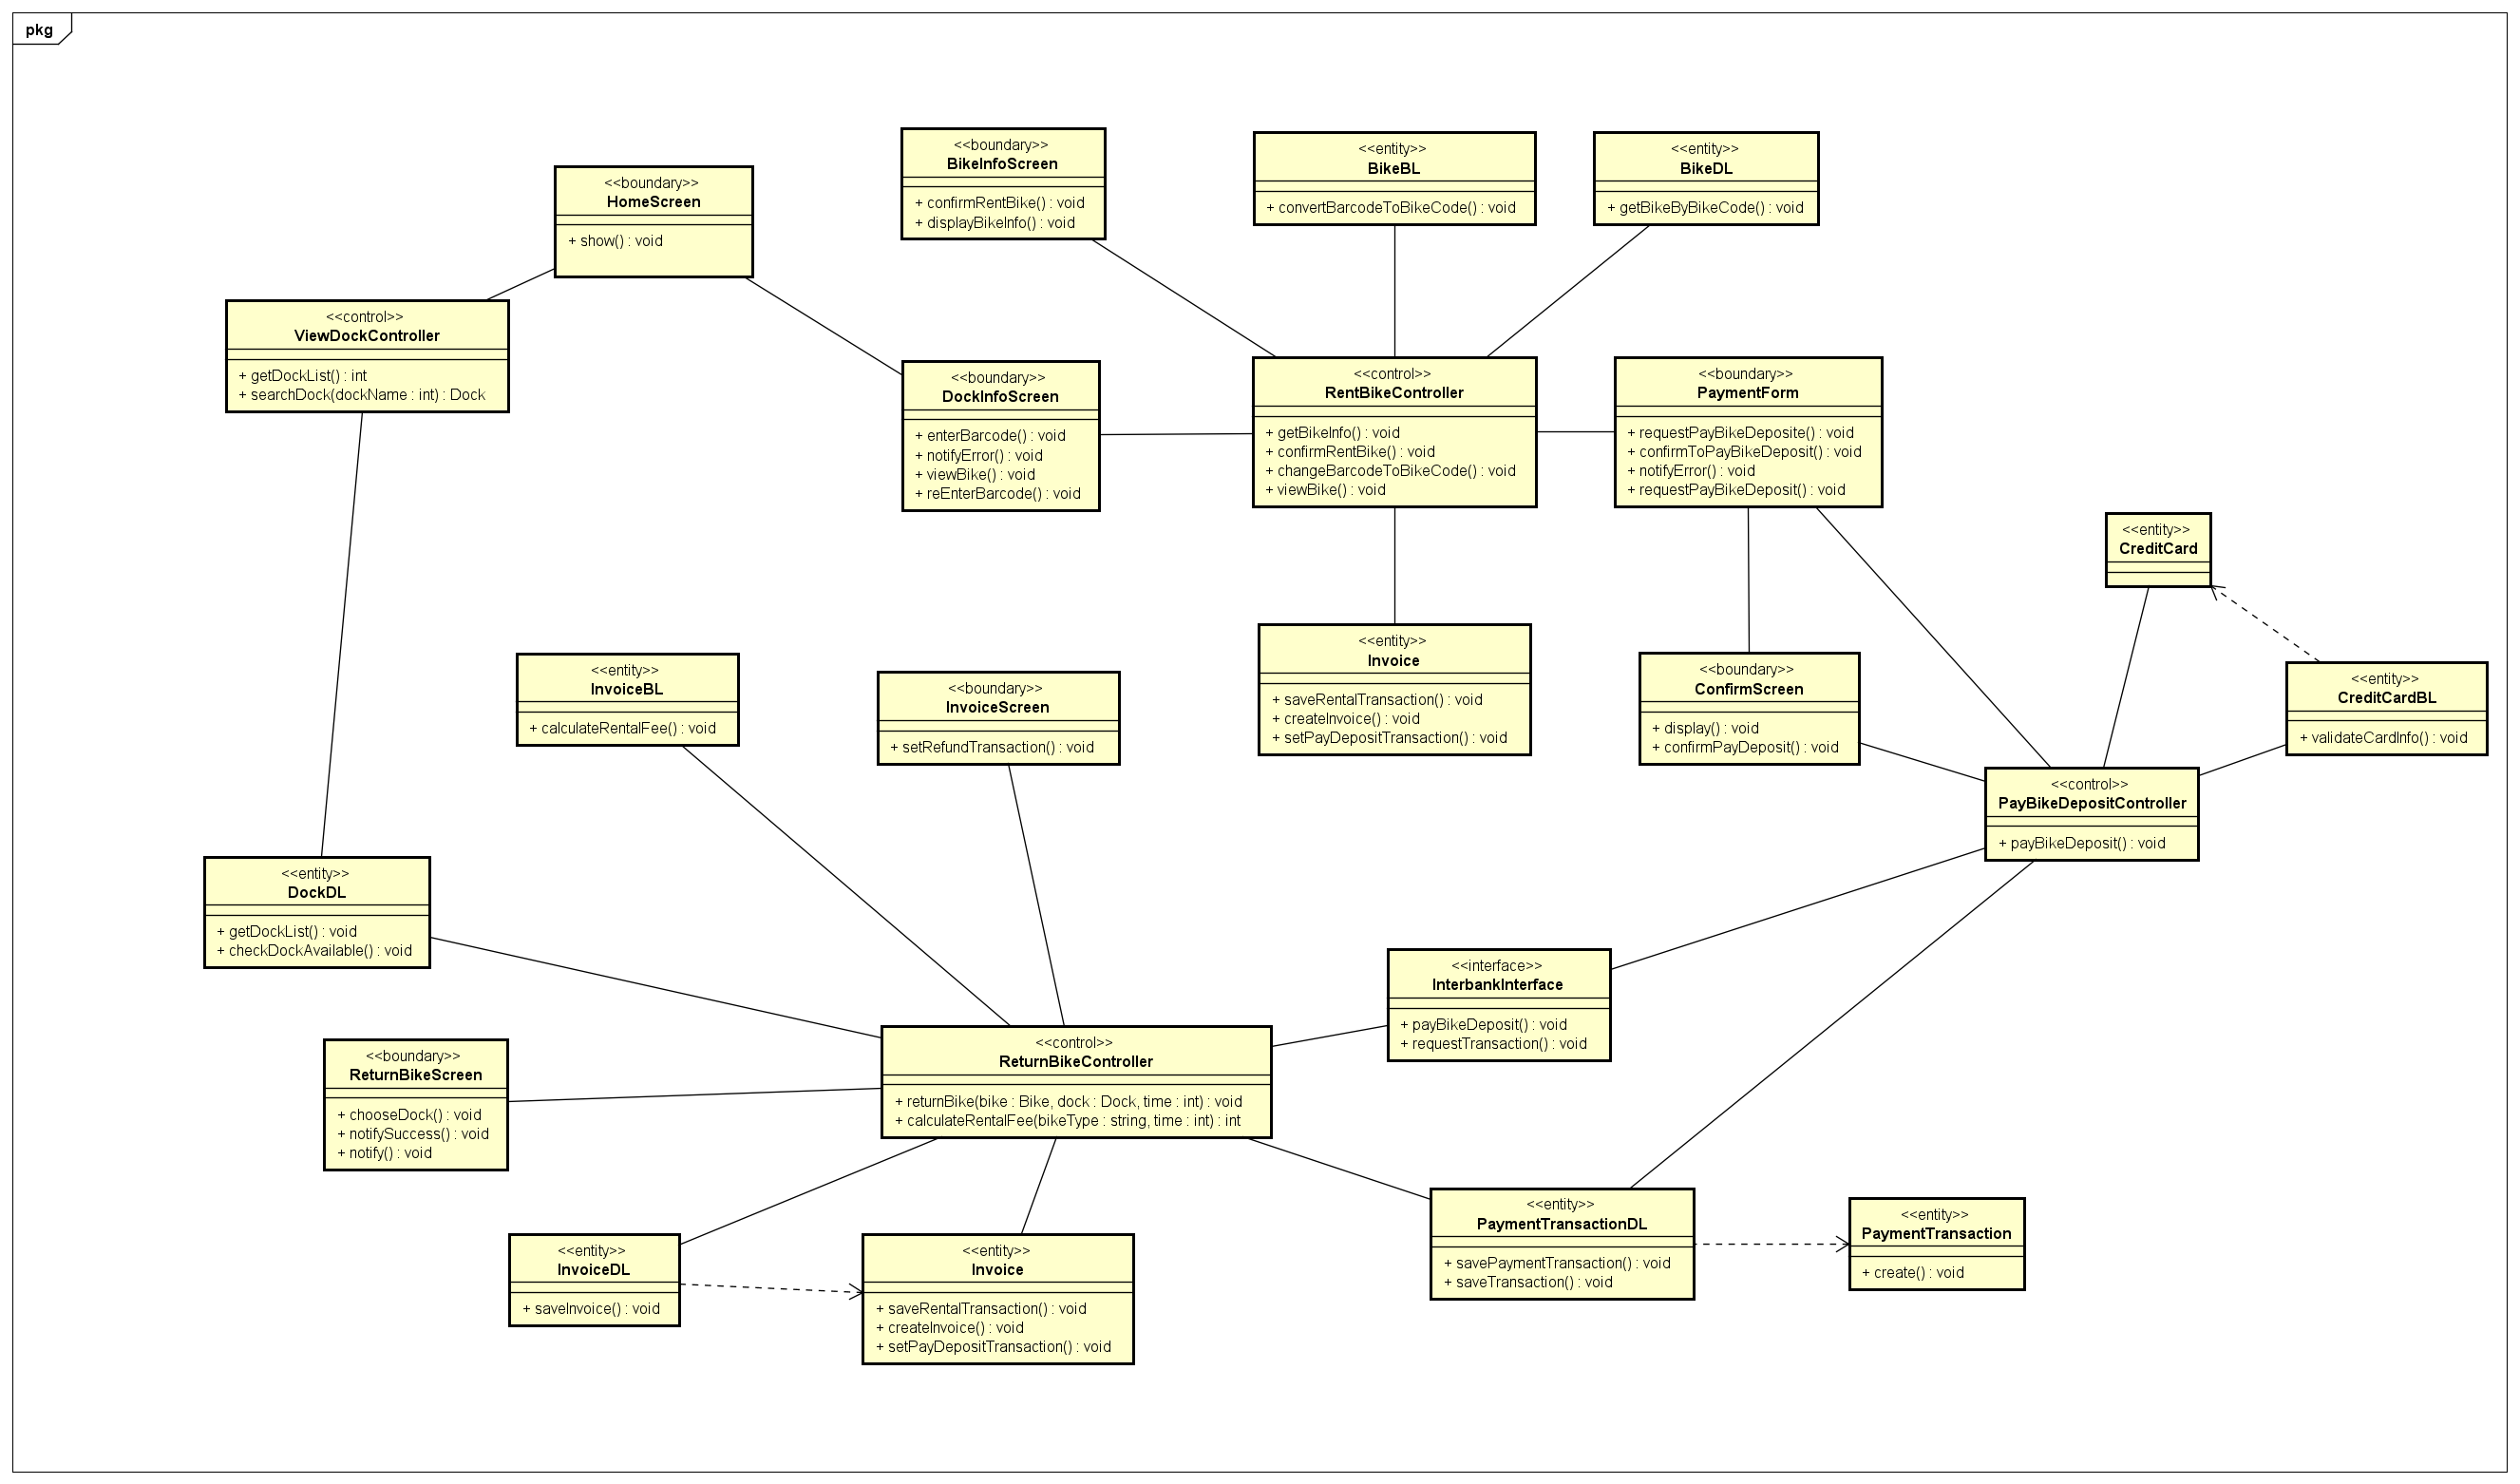 pkg
<<boundary>>
BikeInfoScreen
+ confirmRentBike() : void
+ displayBikeInfo() : void
<<entity>>
BikeBL
+ convertBarcodeToBikeCode() : void
<<entity>>
BikeDL
+ getBikeByBikeCode() : void
<<boundary>>
HomeScreen
+ show() : void
<<control>>
ViewDockController
+ getDockList() : int
+ searchDock(dockName : int) : Dock
<<boundary>>
DockInfoScreen
+ enterBarcode() : void
+ notifyError() : void
+ viewBike() : void
+ reEnterBarcode() : void
<<control>>
RentBikeController
+ getBikeInfo() : void
+ confirmRentBike() : void
+ changeBarcodeToBikeCode() : void
+ viewBike() : void
<<boundary>>
PaymentForm
+ requestPayBikeDeposite() : void
+ confirmToPayBikeDeposit() : void
+ notifyError() : void
+ requestPayBikeDeposit() : void
<<entity>>
CreditCard
<<entity>>
InvoiceBL
+ calculateRentalFee() : void
<<boundary>>
InvoiceScreen
+ setRefundTransaction() : void
<<entity>>
Invoice
+ saveRentalTransaction() : void
+ createInvoice() : void
+ setPayDepositTransaction() : void
<<boundary>>
ConfirmScreen
+ display() : void
+ confirmPayDeposit() : void
<<entity>>
CreditCardBL
+ validateCardInfo() : void
<<control>>
PayBikeDepositController
+ payBikeDeposit() : void
<<entity>>
DockDL
+ getDockList() : void
+ checkDockAvailable() : void
<<interface>>
InterbankInterface
+ payBikeDeposit() : void
+ requestTransaction() : void
<<boundary>>
ReturnBikeScreen
+ chooseDock() : void
+ notifySuccess() : void
+ notify() : void
<<control>>
ReturnBikeController
+ returnBike(bike : Bike, dock : Dock, time : int) : void
+ calculateRentalFee(bikeType : string, time : int) : int
<<entity>>
InvoiceDL
+ saveInvoice() : void
<<entity>>
Invoice
+ saveRentalTransaction() : void
+ createInvoice() : void
+ setPayDepositTransaction() : void
<<entity>>
PaymentTransactionDL
+ savePaymentTransaction() : void
+ saveTransaction() : void
<<entity>>
PaymentTransaction
+ create() : void